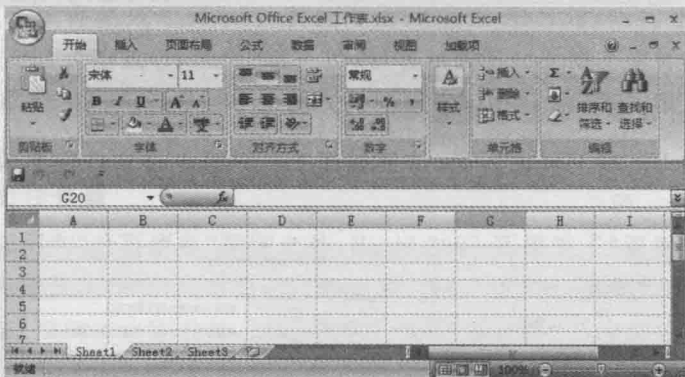 Microsoft Office Excel 工作表.xlsx - Microsoft Excel
开始 插入 页面布局 公式 数据 审阅 视图 加载项
宋体 11 常规 插入
粘贴 B I U A A % , 样式 删除 排序和 查找和
A 格式 筛选 选择
剪贴板 字体 对齐方式 数字 单元格 编辑
G20 fx
A B C D E F G H I
1
2
3
4
5
6
7
Sheet1 Sheet2 Sheet3
就绪 100%